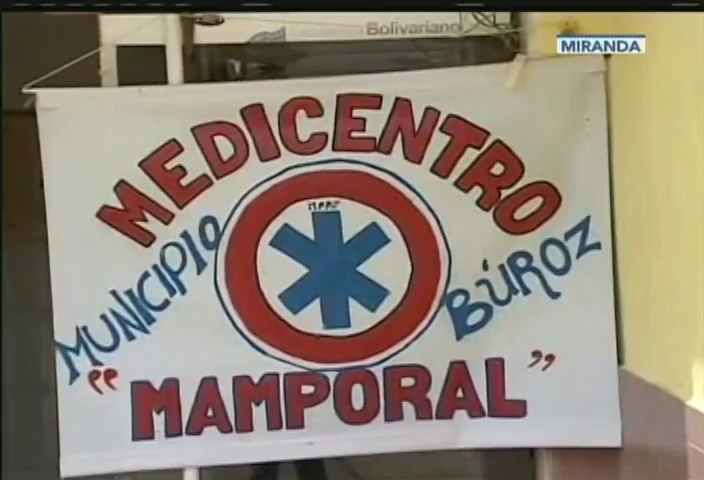 Bolivariano
MIRANDA
MEDICENTRO
MUNICIPIO BÚROZ
"MAMPORAL"